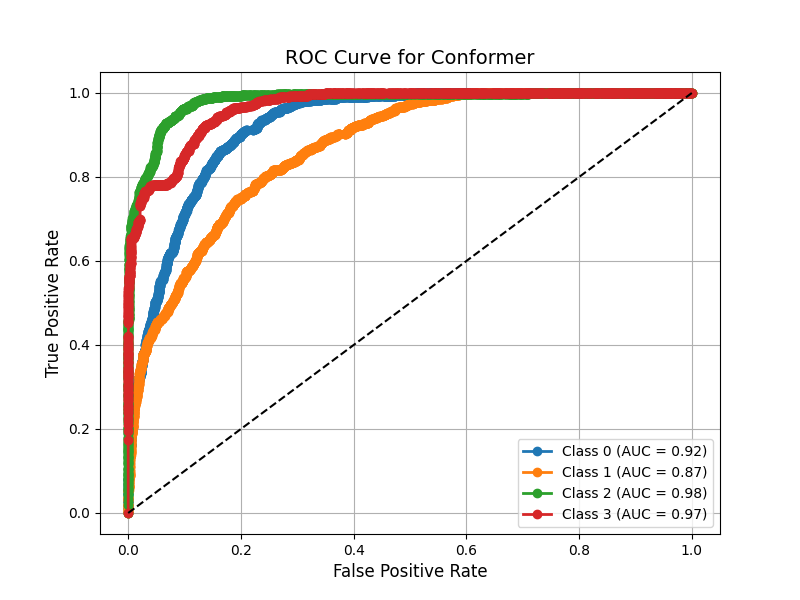 ROC Curve for Conformer
True Positive Rate
1.0
0.8
0.6
0.4
0.2
0.0
Class 0 (AUC = 0.92)
Class 1 (AUC = 0.87)
Class 2 (AUC = 0.98)
Class 3 (AUC = 0.97)
0.0 0.2 0.4 0.6 0.8 1.0
False Positive Rate